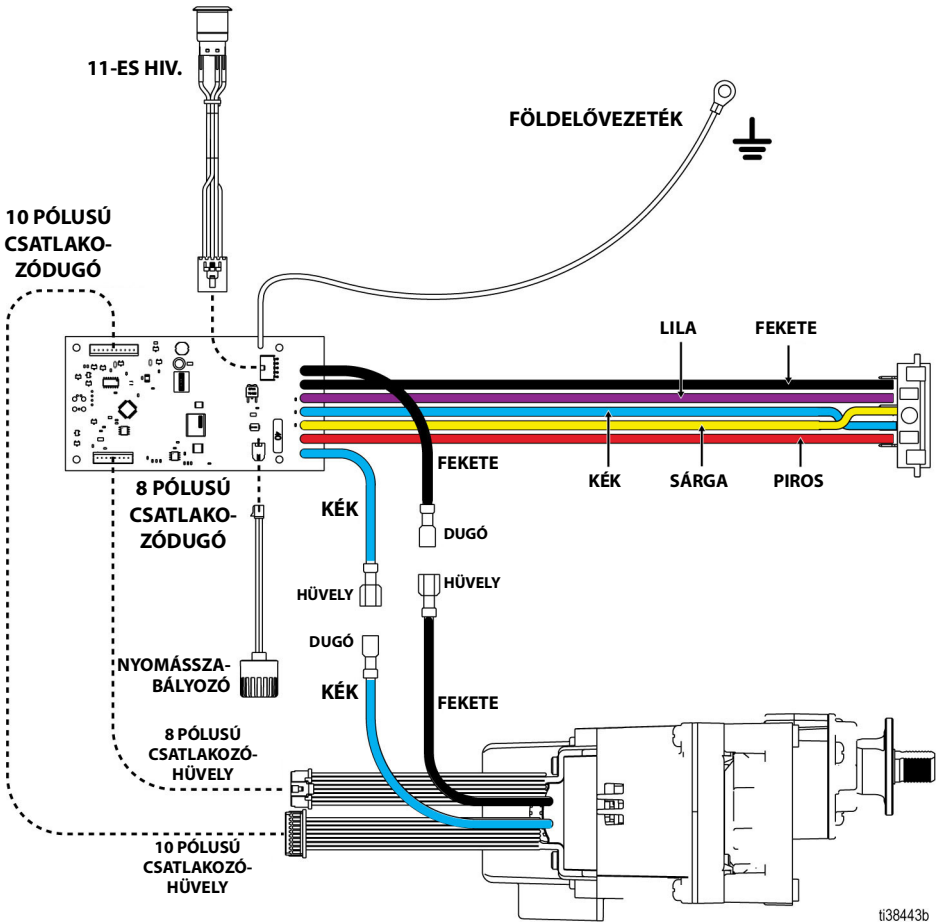 11-ES HIV.
FÖLDELŐVEZETÉK
10 PÓLUSÚ
CSATLAKO-
ZÓDUGÓ
LILA
FEKETE
FEKETE
KÉK
SÁRGA
PIROS
8 PÓLUSÚ
CSATLAKO-
ZÓDUGÓ
KÉK
DUGÓ
HÜVELY
HÜVELY
DUGÓ
NYOMÁSSZA-
BÁLYOZÓ
KÉK
FEKETE
8 PÓLUSÚ
CSATLAKOZÓ-
HÜVELY
10 PÓLUSÚ
CSATLAKOZÓ-
HÜVELY
ti38443b